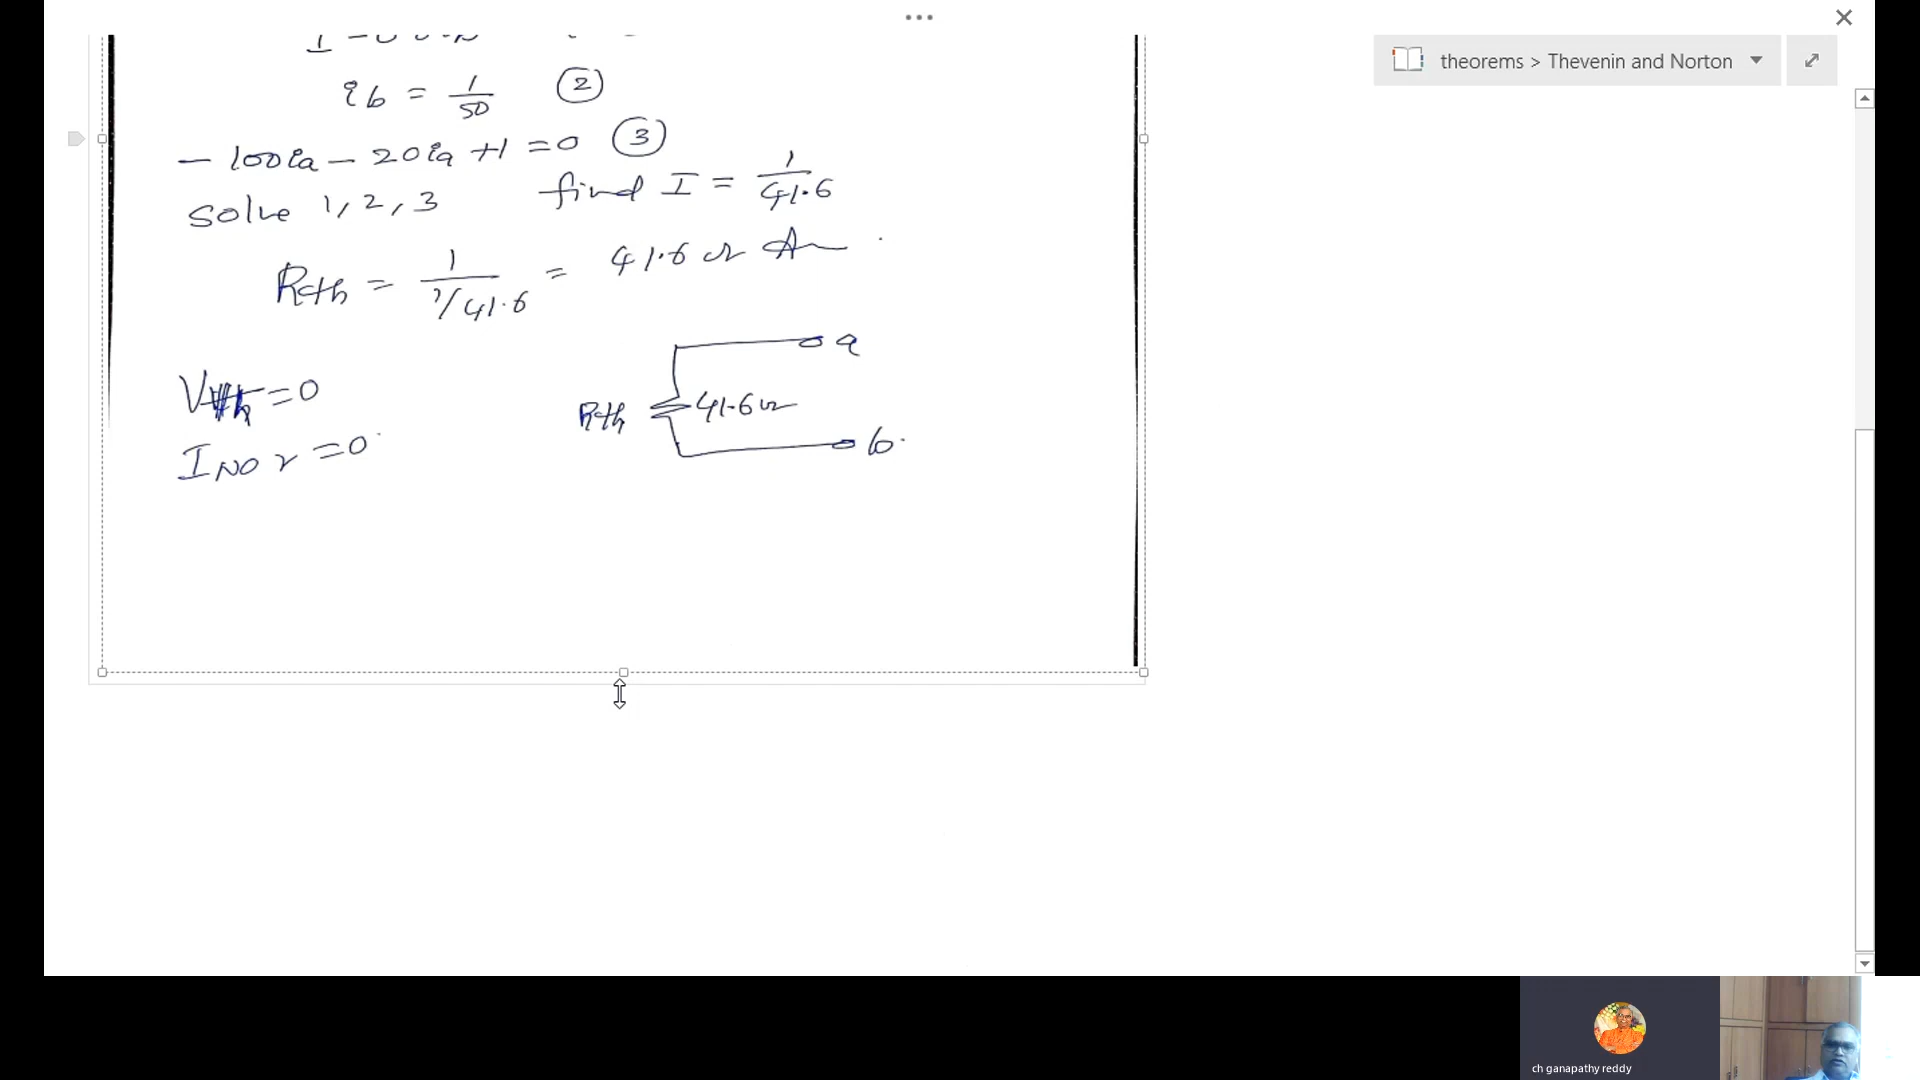 theorems > Thevenin and Norton
ib = 1/50 (2)
- 100ia - 20ia + 1 = 0 (3)
solve 1, 2, 3 find I = 1/41.6
Rth = 1/(1/41.6) = 41.6 Ω
a
Vth = 0
Rth 41.6 Ω
INor = 0
b
ch ganapathy reddy